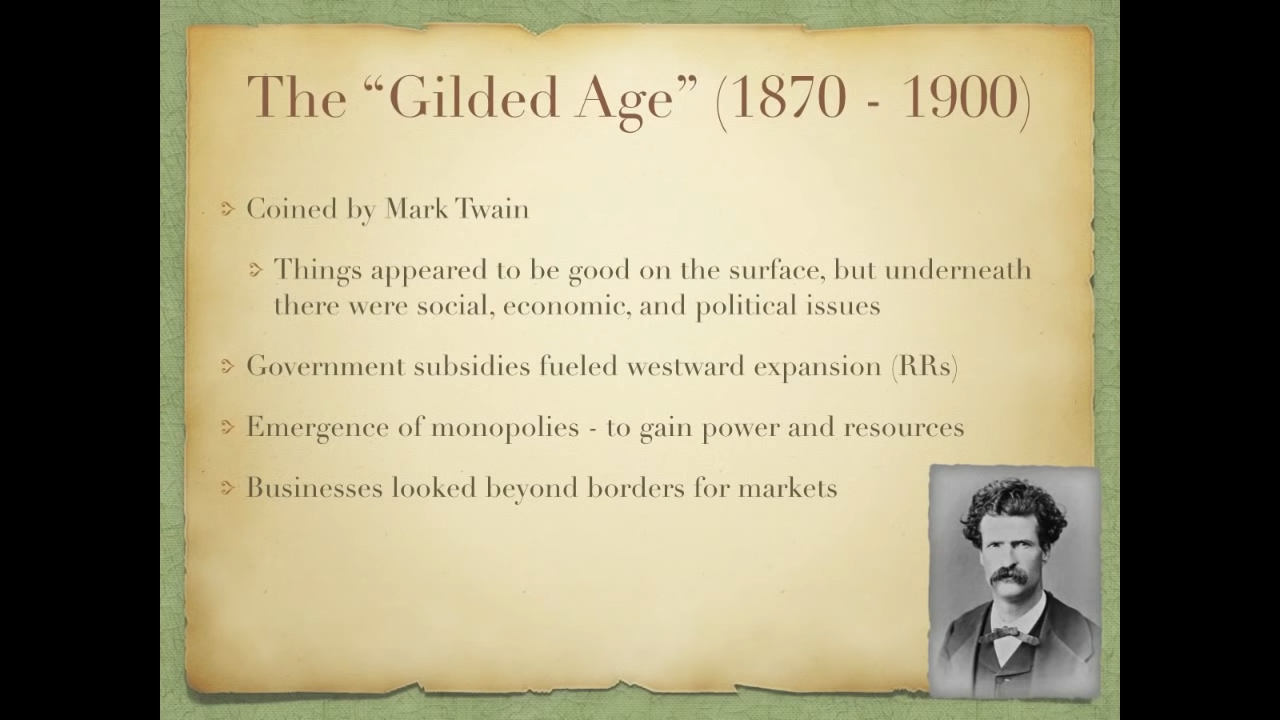 The “Gilded Age” (1870 - 1900)
Coined by Mark Twain
Things appeared to be good on the surface, but underneath
there were social, economic, and political issues
Government subsidies fueled westward expansion (RRs)
Emergence of monopolies - to gain power and resources
Businesses looked beyond borders for markets